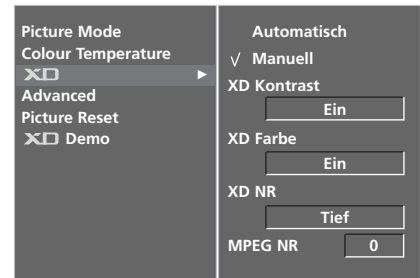 Picture Mode
Colour Temperature
XD ►
Advanced
Picture Reset
XD Demo
Automatisch
√ Manuell
XD Kontrast
Ein
XD Farbe
Ein
XD NR
Tief
MPEG NR 0